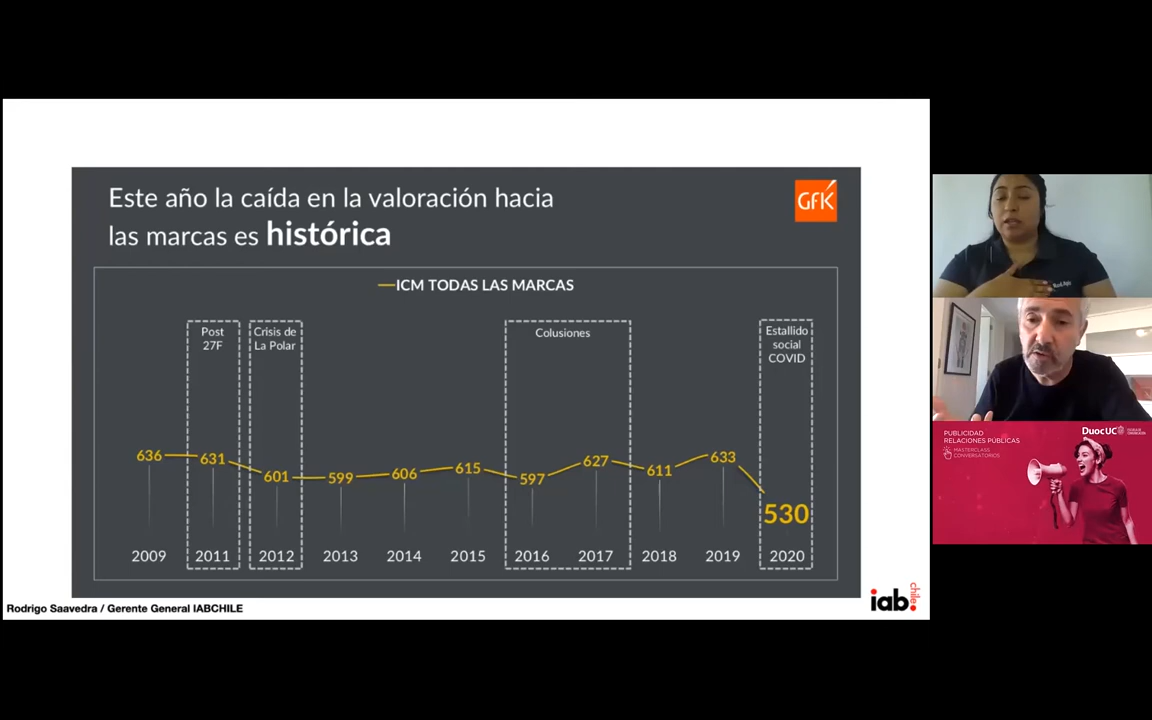 Este año la caída en la valoración hacia
las marcas es histórica
GfK
ICM TODAS LAS MARCAS
Post
27F
Crisis de
La Polar
Colusiones
Estallido
social
COVID
636
631
601
599
606
615
597
627
611
633
530
2009
2011
2012
2013
2014
2015
2016
2017
2018
2019
2020
Rodrigo Saavedra / Gerente General IABCHILE
iab.
chile
PUBLICIDAD
RELACIONES PÚBLICAS
MASTERCLASS
CONVERSATORIOS
DuocUC